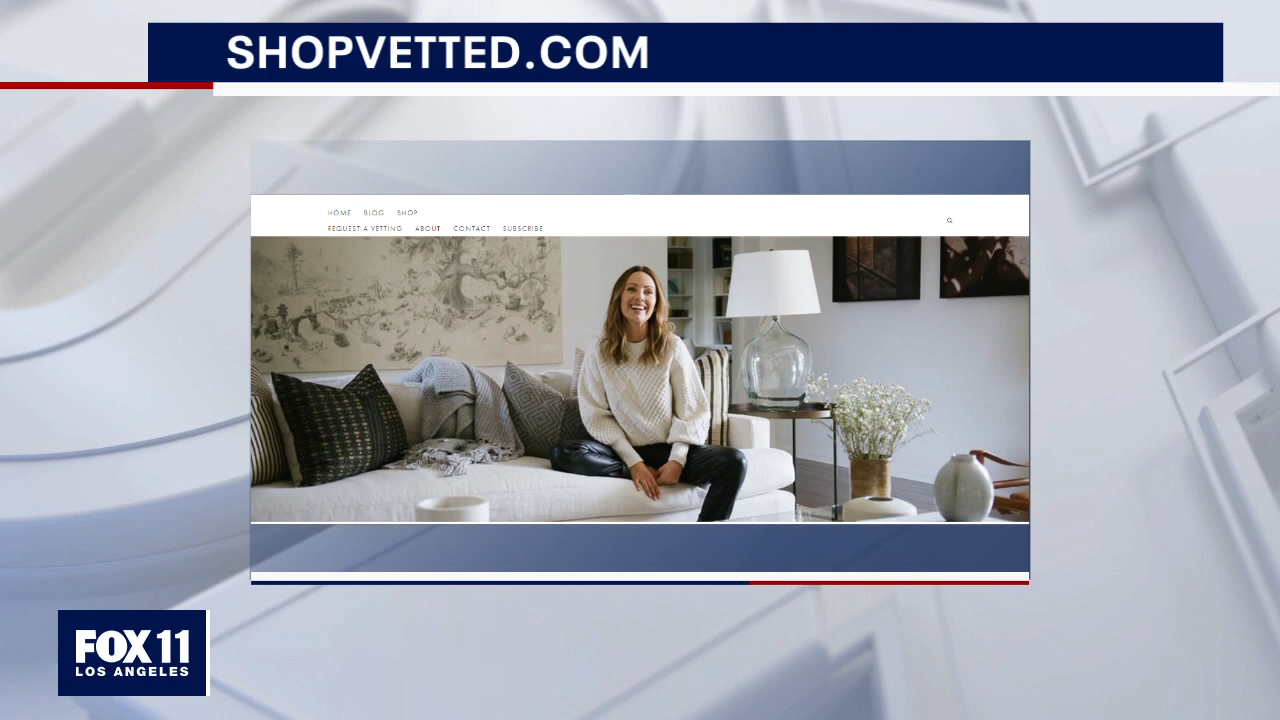 SHOPVETTED.COM
HOME BLOG SHOP
REQUEST A VETTING ABOUT CONTACT SUBSCRIBE
FOX 11
LOS ANGELES